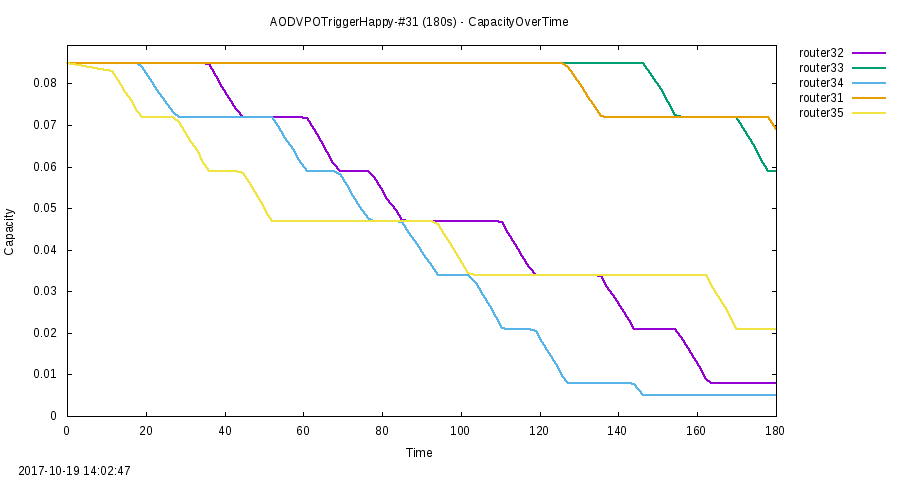 AODVPOTriggerHappy-#31 (180s) - CapacityOverTime
router32
router33
router34
router31
router35
0.08
0.07
0.06
0.05
0.04
0.03
0.02
0.01
0
Capacity
0 20 40 60 80 100 120 140 160 180
Time
2017-10-19 14:02:47